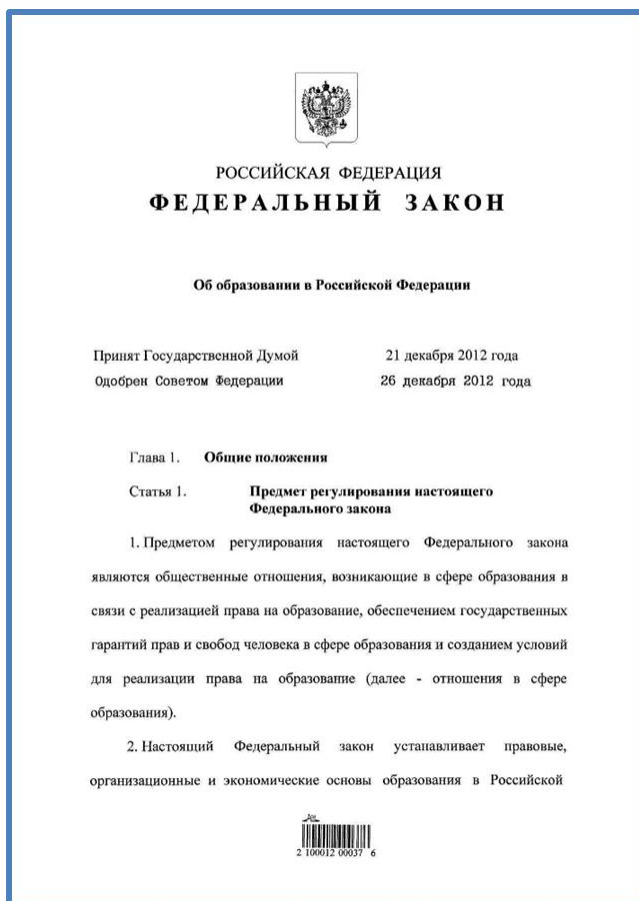 РОССИЙСКАЯ ФЕДЕРАЦИЯ
ФЕДЕРАЛЬНЫЙ ЗАКОН
Об образовании в Российской Федерации
Принят Государственной Думой 21 декабря 2012 года
Одобрен Советом Федерации 26 декабря 2012 года
Глава 1. Общие положения
Статья 1. Предмет регулирования настоящего
Федерального закона
1. Предметом регулирования настоящего Федерального закона
являются общественные отношения, возникающие в сфере образования в
связи с реализацией права на образование, обеспечением государственных
гарантий прав и свобод человека в сфере образования и созданием условий
для реализации права на образование (далее - отношения в сфере
образования).
2. Настоящий Федеральный закон устанавливает правовые,
организационные и экономические основы образования в Российской
2 100012 00037 6